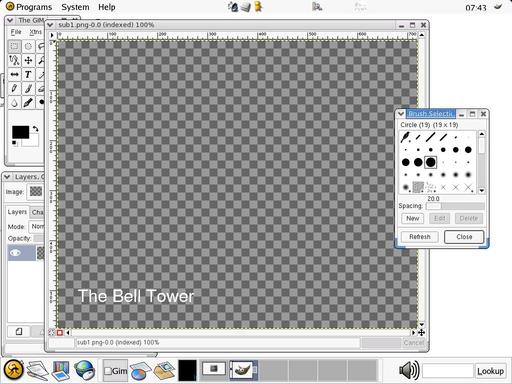 Programs System Help
07:43
The GIM
File Xtns
sub1.png-0.0 (indexed) 100%
0 100 200 300 400 500 600 700
Layers, C
Image:
Layers Cha
Mode: Nor
Opacity:
The Bell Tower
sub1.png-0.0 (indexed) 100%
Cancel
Brush Selecti
Circle (19) (19 x 19)
20.0
Spacing:
New Edit Delete
Refresh Close
Gim
Lookup